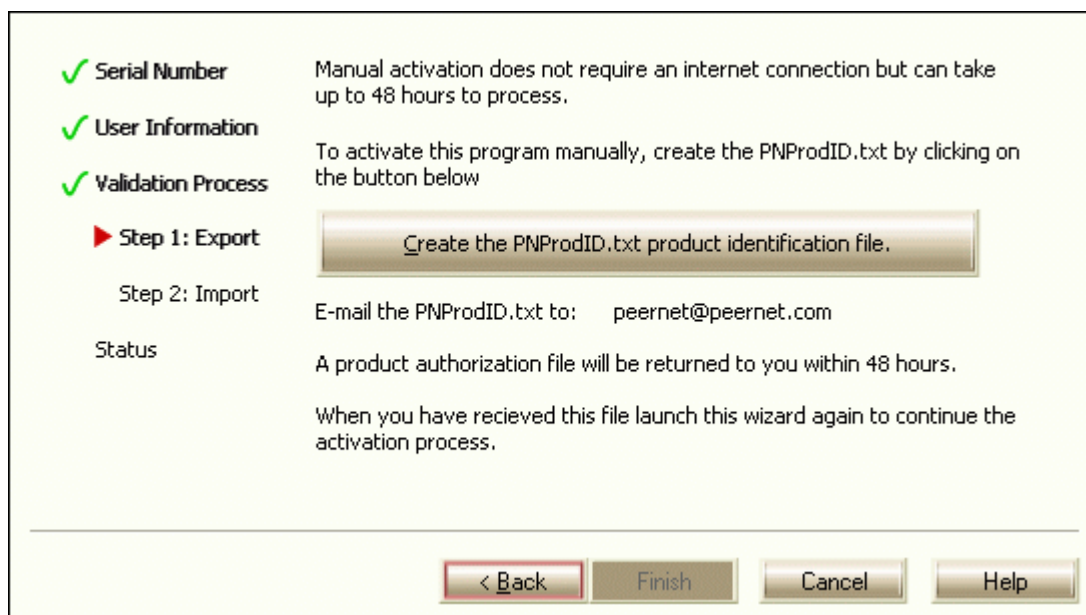 Serial Number
User Information
Validation Process
Step 1: Export
Step 2: Import
Status
Manual activation does not require an internet connection but can take
up to 48 hours to process.
To activate this program manually, create the PNProdID.txt by clicking on
the button below
Create the PNProdID.txt product identification file.
E-mail the PNProdID.txt to: peernet@peernet.com
A product authorization file will be returned to you within 48 hours.
When you have recieved this file launch this wizard again to continue the
activation process.
< Back
Finish
Cancel
Help